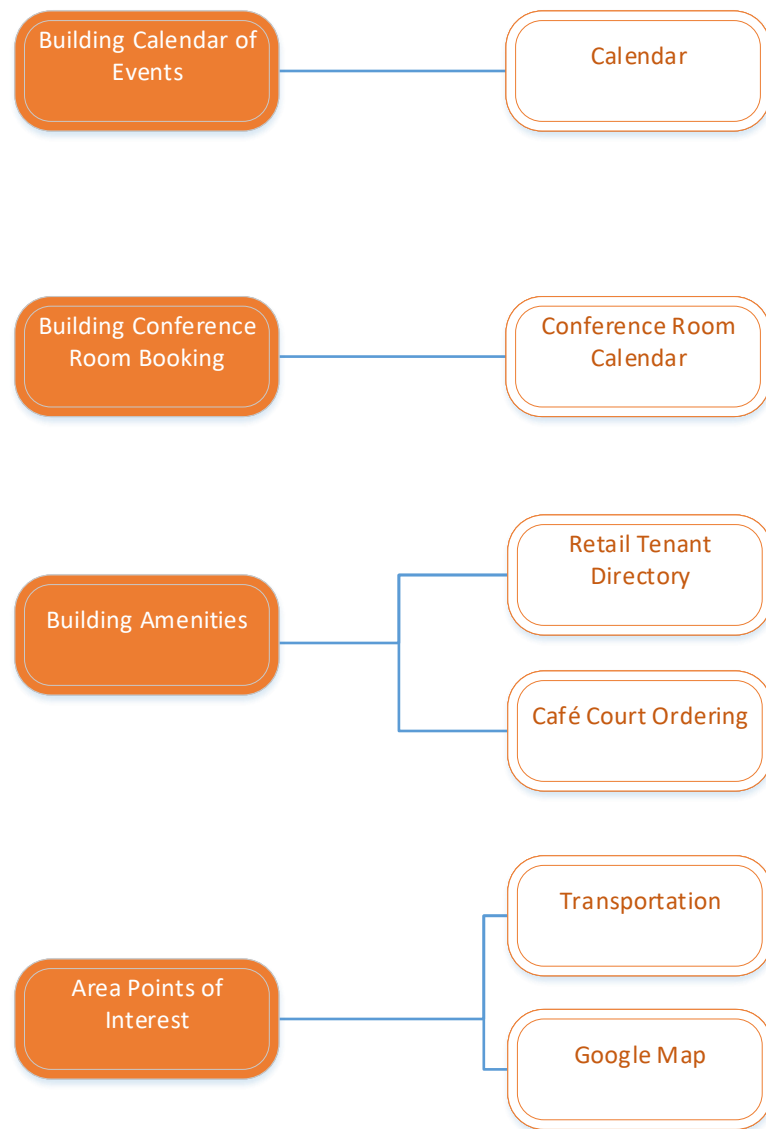 Building Calendar of
Events
Calendar
Building Conference
Room Booking
Conference Room
Calendar
Building Amenities
Retail Tenant
Directory
Café Court Ordering
Area Points of
Interest
Transportation
Google Map